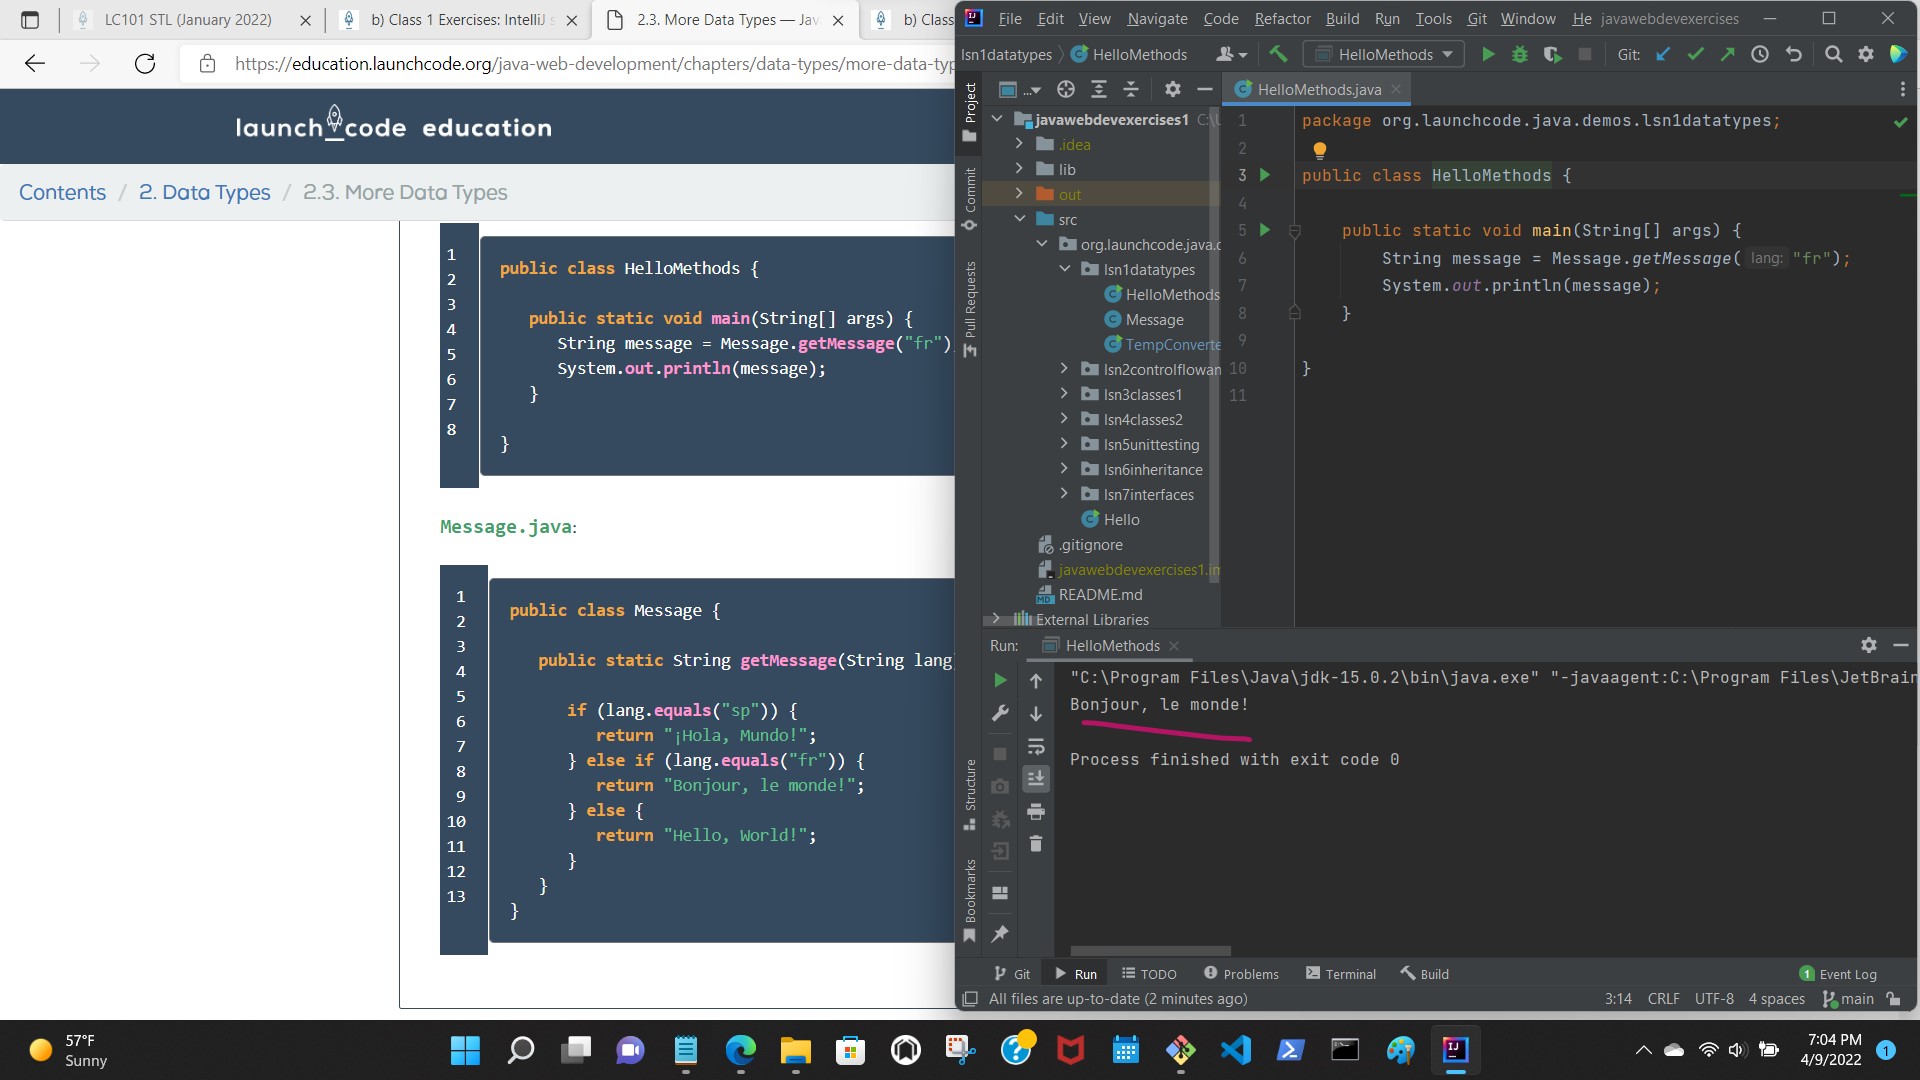 LC101 STL (January 2022)
b) Class 1 Exercises: IntelliJ s
2.3. More Data Types — Java
b) Class
https://education.launchcode.org/java-web-development/chapters/data-types/more-data-typ
launch code education
Contents / 2. Data Types / 2.3. More Data Types
1
2
3
4
5
6
7
8
public class HelloMethods {
public static void main(String[] args) {
String message = Message.getMessage("fr")
System.out.println(message);
}
}
Message.java:
1
2
3
4
5
6
7
8
9
10
11
12
13
public class Message {
public static String getMessage(String lang
if (lang.equals("sp")) {
return "¡Hola, Mundo!";
} else if (lang.equals("fr")) {
return "Bonjour, le monde!";
} else {
return "Hello, World!";
}
}
}
File Edit View Navigate Code Refactor Build Run Tools Git Window He javawebdevexercises
lsn1datatypes HelloMethods
HelloMethods
Git:
Project
Commit
Pull Requests
Structure
Bookmarks
...
HelloMethods.java
javawebdevexercises1 C:\U
.idea
lib
out
src
org.launchcode.java.d
lsn1datatypes
HelloMethods
Message
TempConverte
lsn2controlflowan
lsn3classes1
lsn4classes2
lsn5unittesting
lsn6inheritance
lsn7interfaces
Hello
.gitignore
javawebdevexercises1.im
README.md
External Libraries
1 package org.launchcode.java.demos.lsn1datatypes;
2
3 public class HelloMethods {
4
5 public static void main(String[] args) {
6 String message = Message.getMessage( lang: "fr");
7 System.out.println(message);
8 }
9
10 }
11
Run: HelloMethods
"C:\Program Files\Java\jdk-15.0.2\bin\java.exe" "-javaagent:C:\Program Files\JetBrain
Bonjour, le monde!
Process finished with exit code 0
Git Run TODO Problems Terminal Build 1 Event Log
All files are up-to-date (2 minutes ago) 3:14 CRLF UTF-8 4 spaces main
57°F
Sunny
7:04 PM
4/9/2022
1